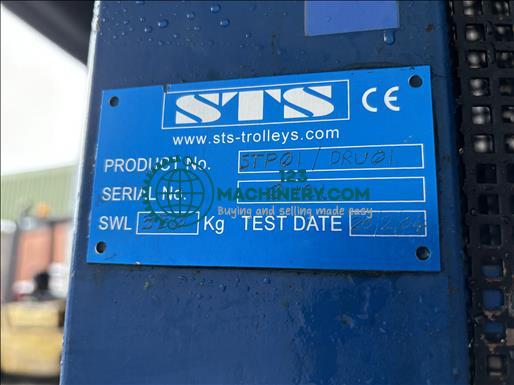 STS CE
www.sts-trolleys.com
PRODUCT No. STP01 / DRU01
123
SERIAL No.
MACHINERY.COM
Buying and selling made easy
SWL Kg TEST DATE